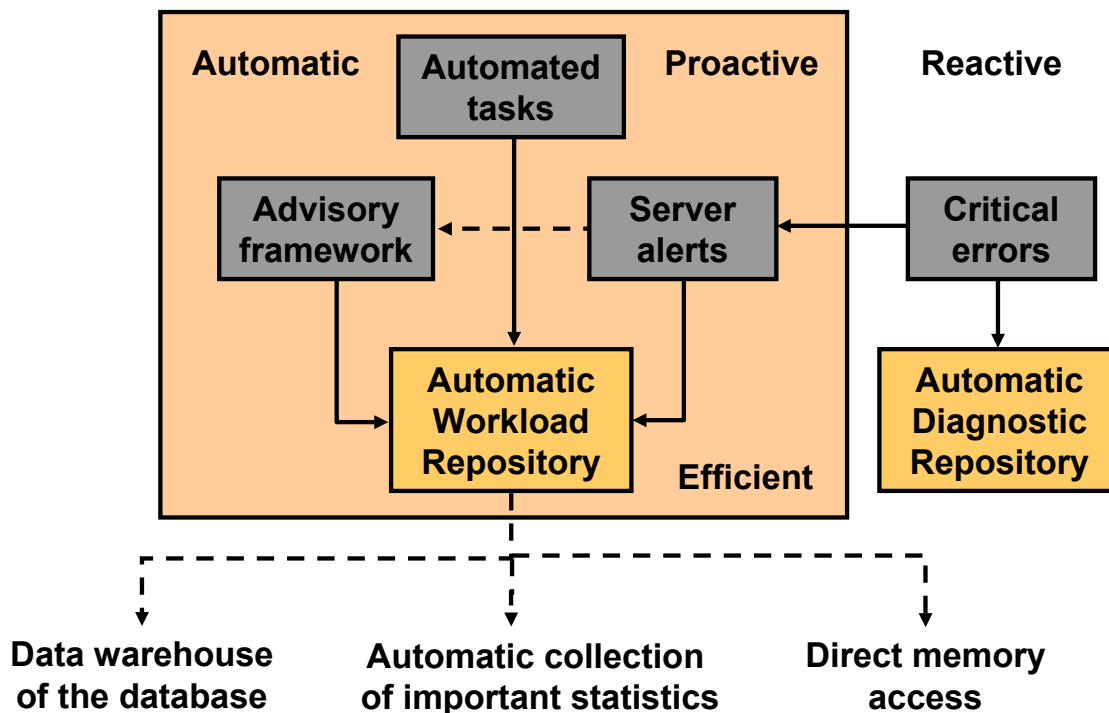 Automatic
Automated
tasks
Proactive
Reactive
Advisory
framework
Server
alerts
Critical
errors
Automatic
Workload
Repository
Automatic
Diagnostic
Repository
Efficient
Data warehouse
of the database
Automatic collection
of important statistics
Direct memory
access